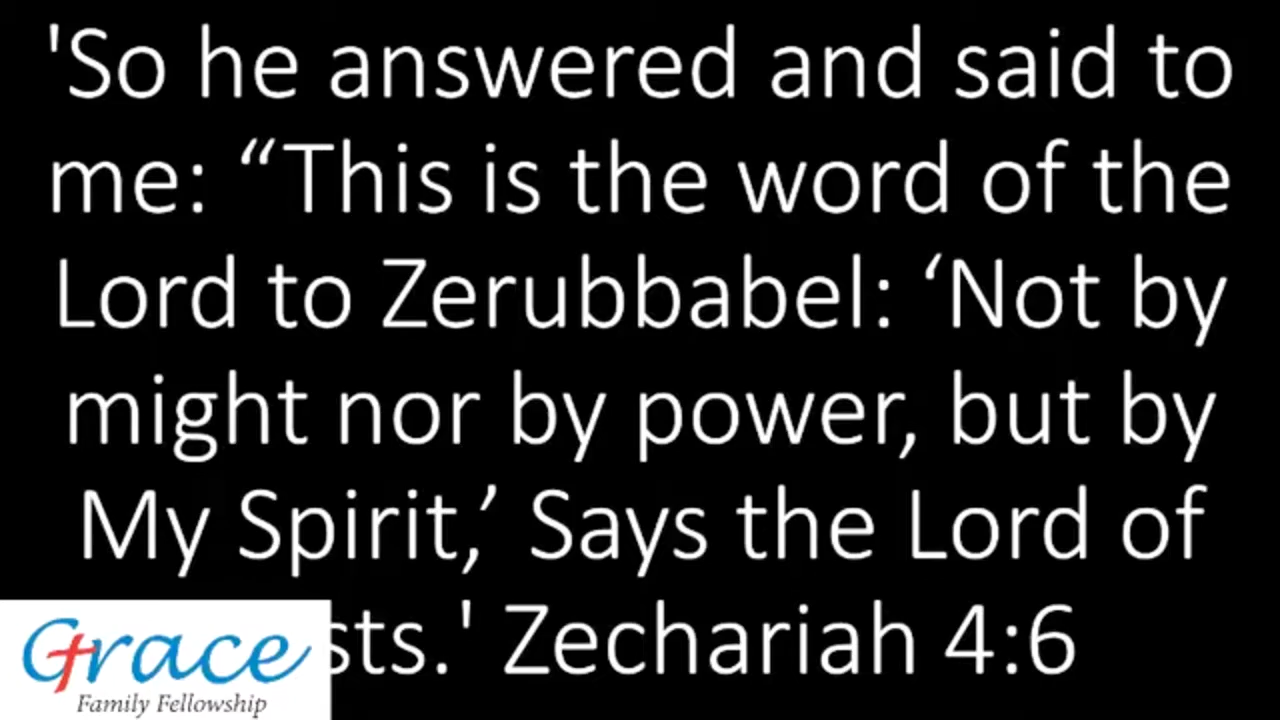 'So he answered and said to
me: “This is the word of the
Lord to Zerubbabel: ‘Not by
might nor by power, but by
My Spirit,’ Says the Lord of
sts.' Zechariah 4:6
Grace
Family Fellowship